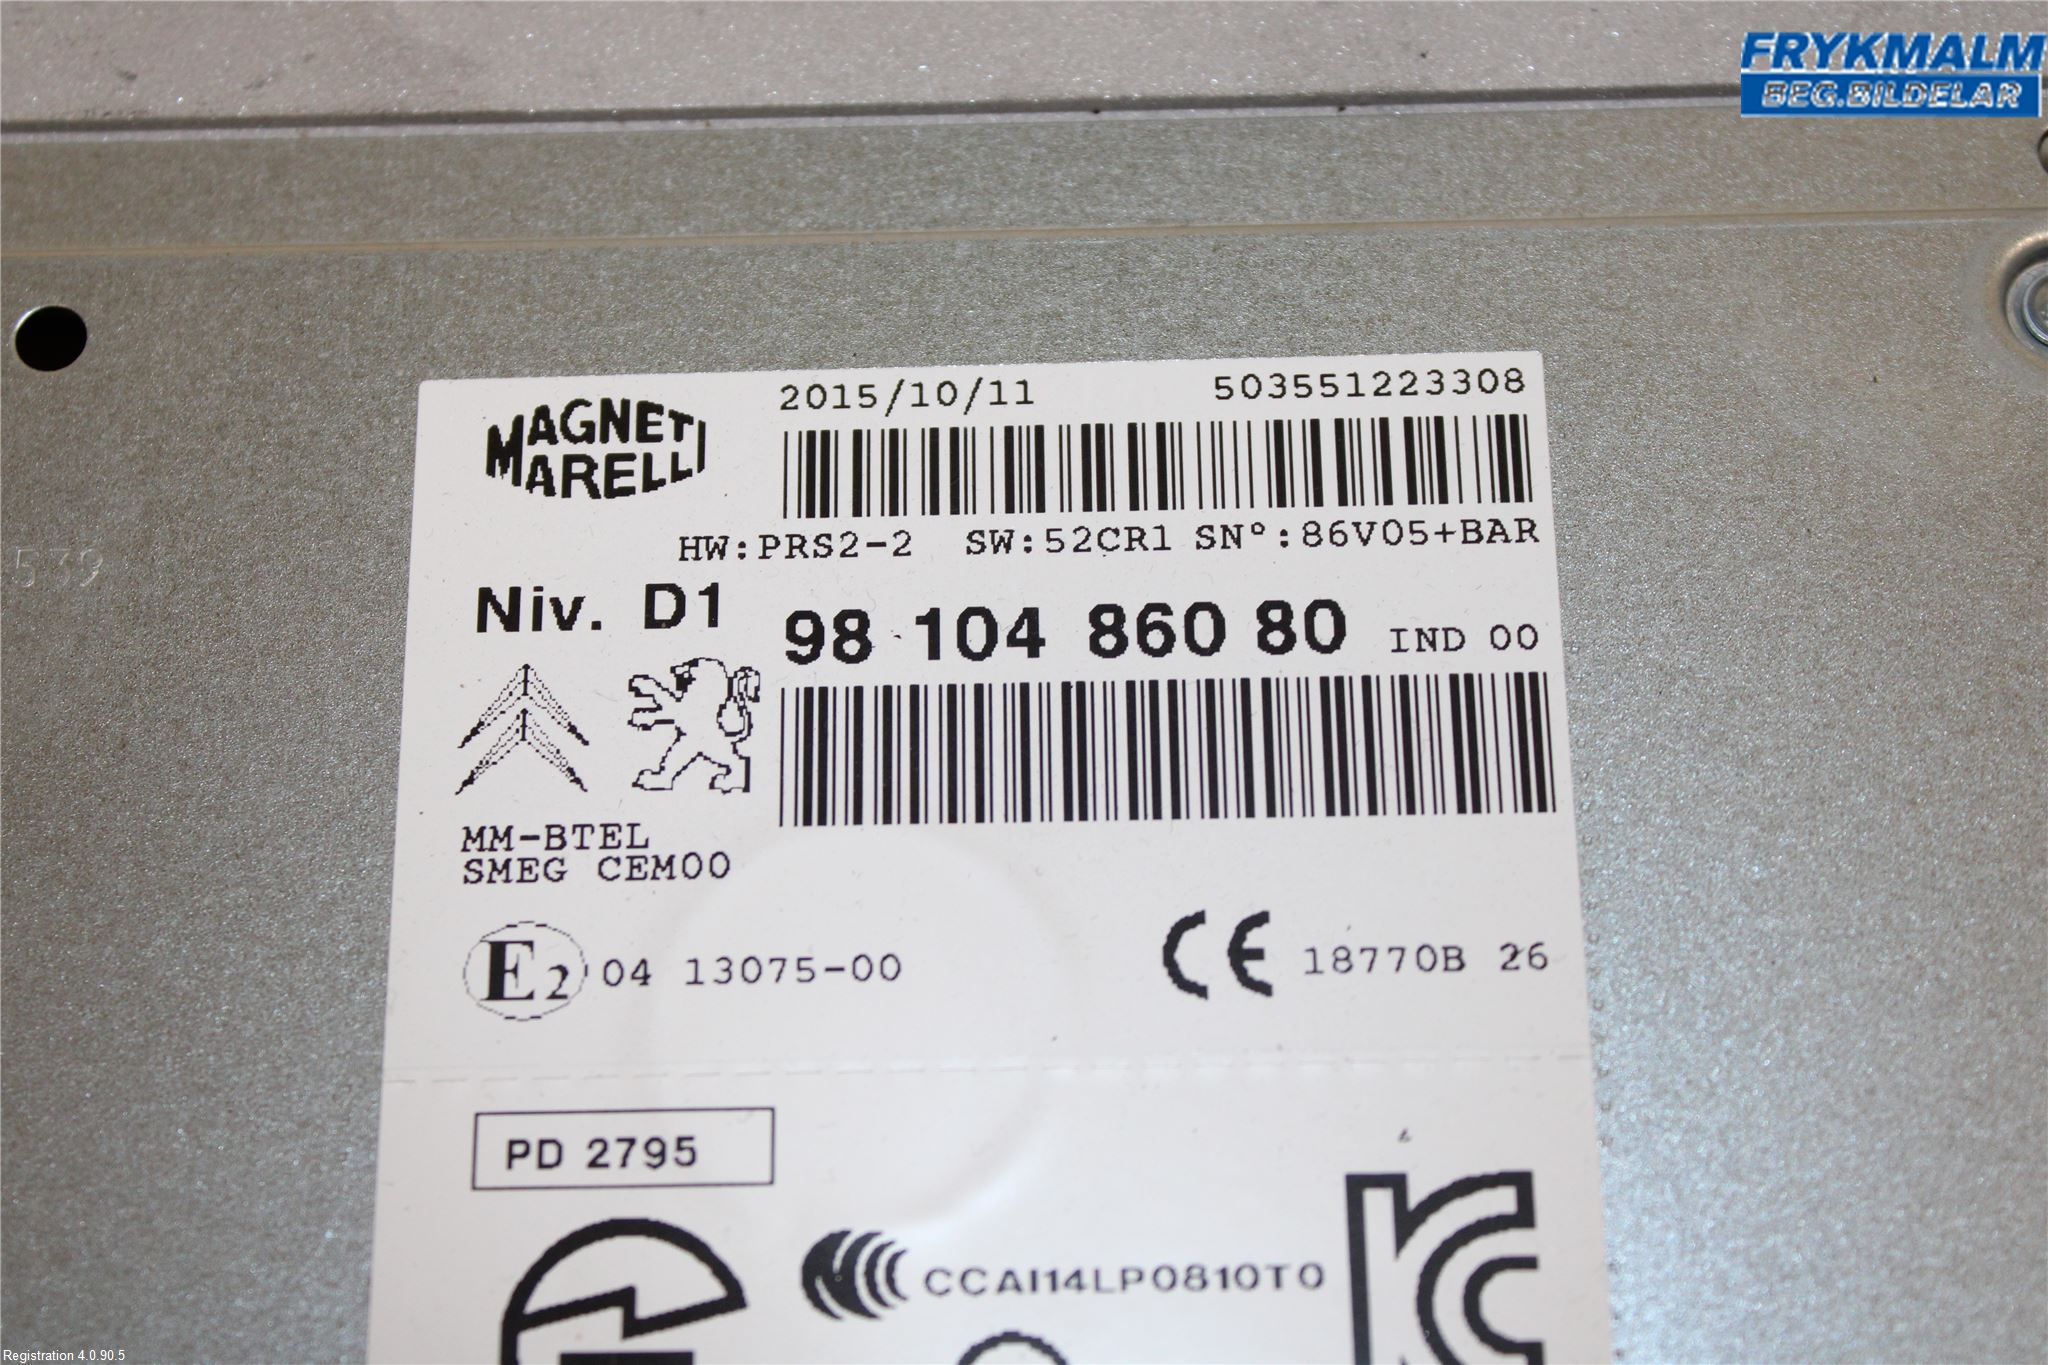 FRYKMALM
BEG.BILDELAR
539
MAGNETI
MARELLI
2015/10/11 503551223308
HW:PRS2-2 SW:52CR1 SN°:86V05+BAR
Niv. D1
98 104 860 80 IND 00
MM-BTEL
SMEG CEM00
E2 04 13075-00
CE 18770B 26
PD 2795
CCAI14LP0810T0
Registration 4.0.90.5